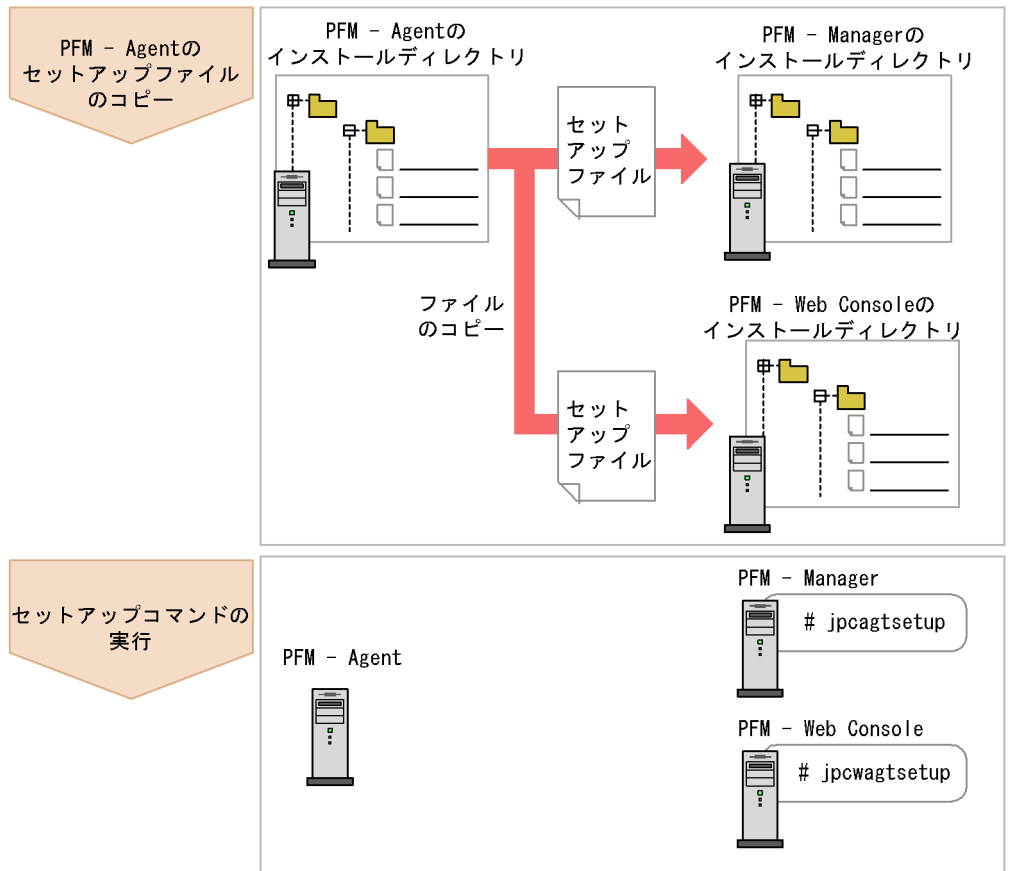 PFM - Agentの
セットアップファイル
のコピー
PFM - Agentの
インストールディレクトリ
PFM - Managerの
インストールディレクトリ
セット
アップ
ファイル
ファイル
のコピー
PFM - Web Consoleの
インストールディレクトリ
セット
アップ
ファイル
セットアップコマンドの
実行
PFM - Agent
PFM - Manager
# jpcagtsetup
PFM - Web Console
# jpcwagtsetup